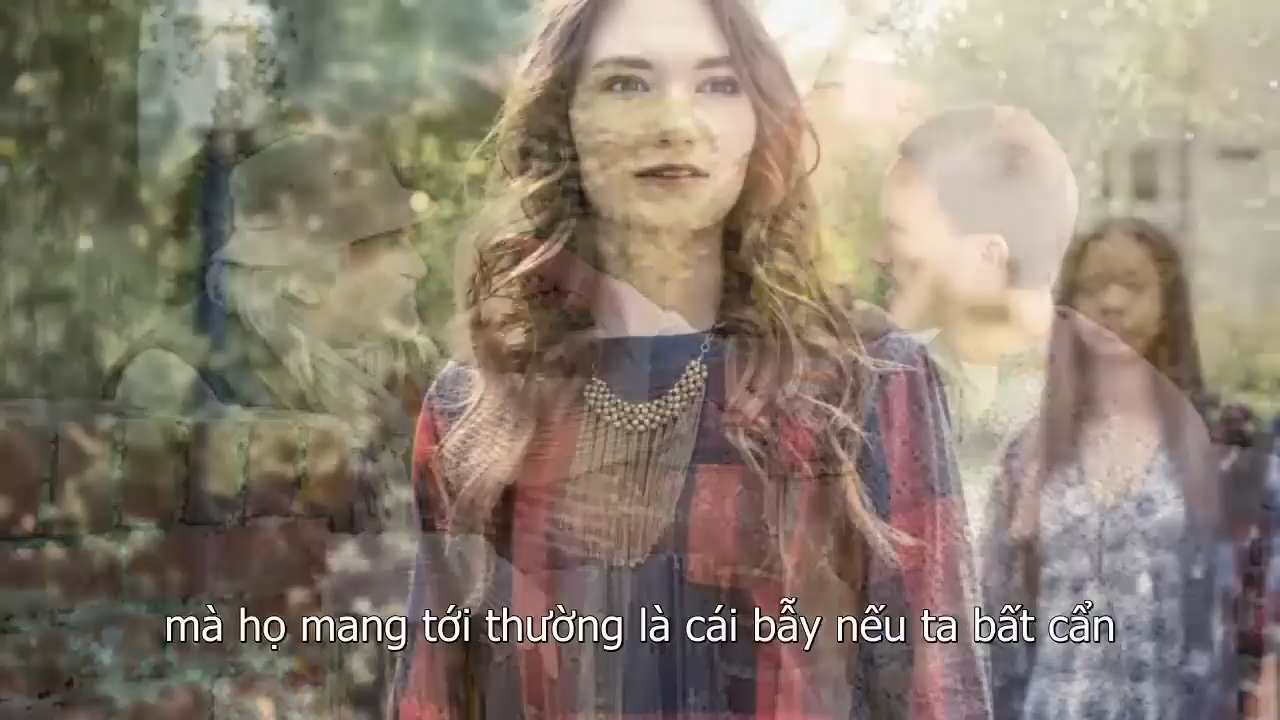 mà họ mang tới thường là cái bẫy nếu ta bất cẩn